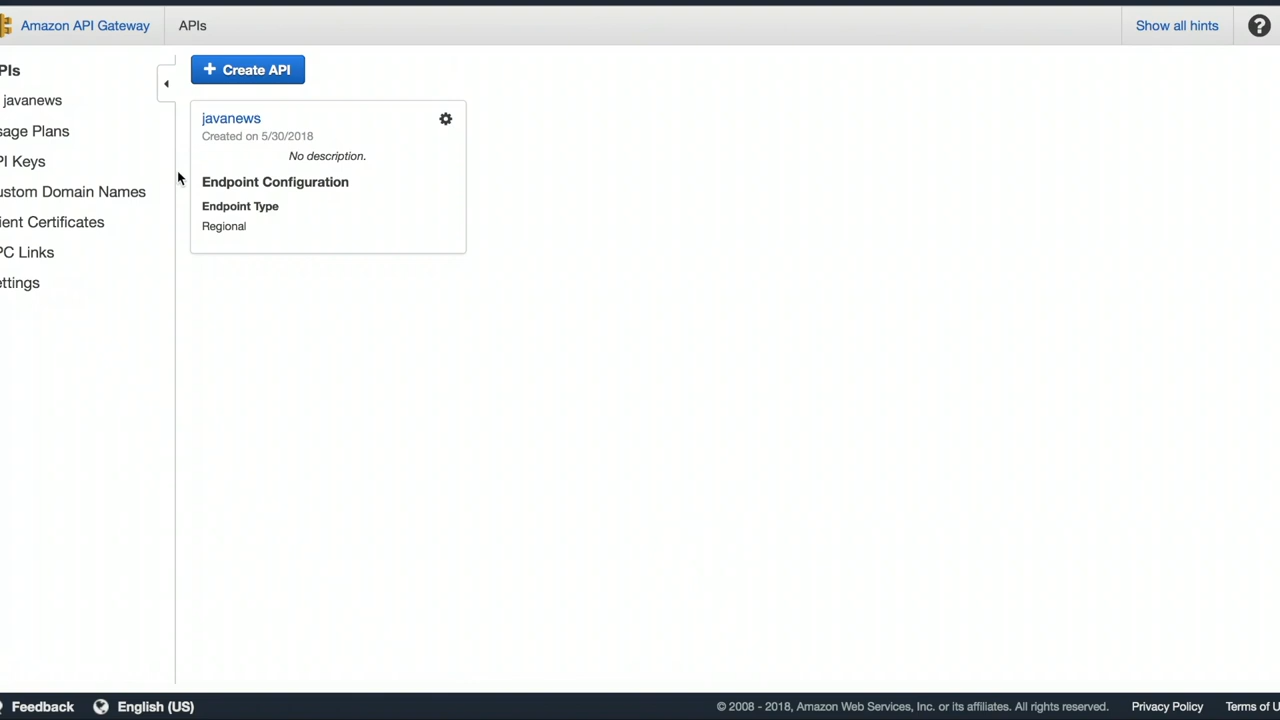 Amazon API Gateway
APIs
Show all hints
?
PIs
javanews
sage Plans
PI Keys
ustom Domain Names
ient Certificates
PC Links
ettings
+ Create API
javanews
Created on 5/30/2018
No description.
Endpoint Configuration
Endpoint Type
Regional
Feedback
English (US)
© 2008 - 2018, Amazon Web Services, Inc. or its affiliates. All rights reserved.
Privacy Policy
Terms of U